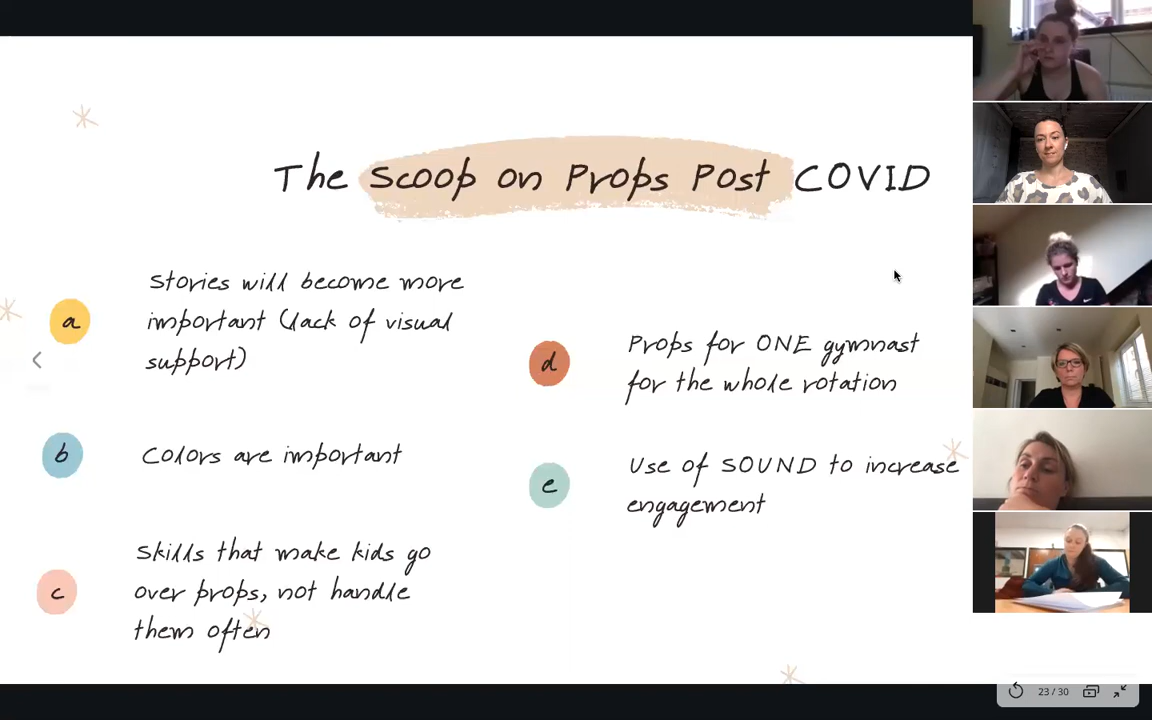 The Scoop on Props Post COVID
a
Stories will become more
important (lack of visual
support)
b
Colors are important
c
Skills that make kids go
over props, not handle
them often
d
Props for ONE gymnast
for the whole rotation
e
Use of SOUND to increase
engagement
23 / 30